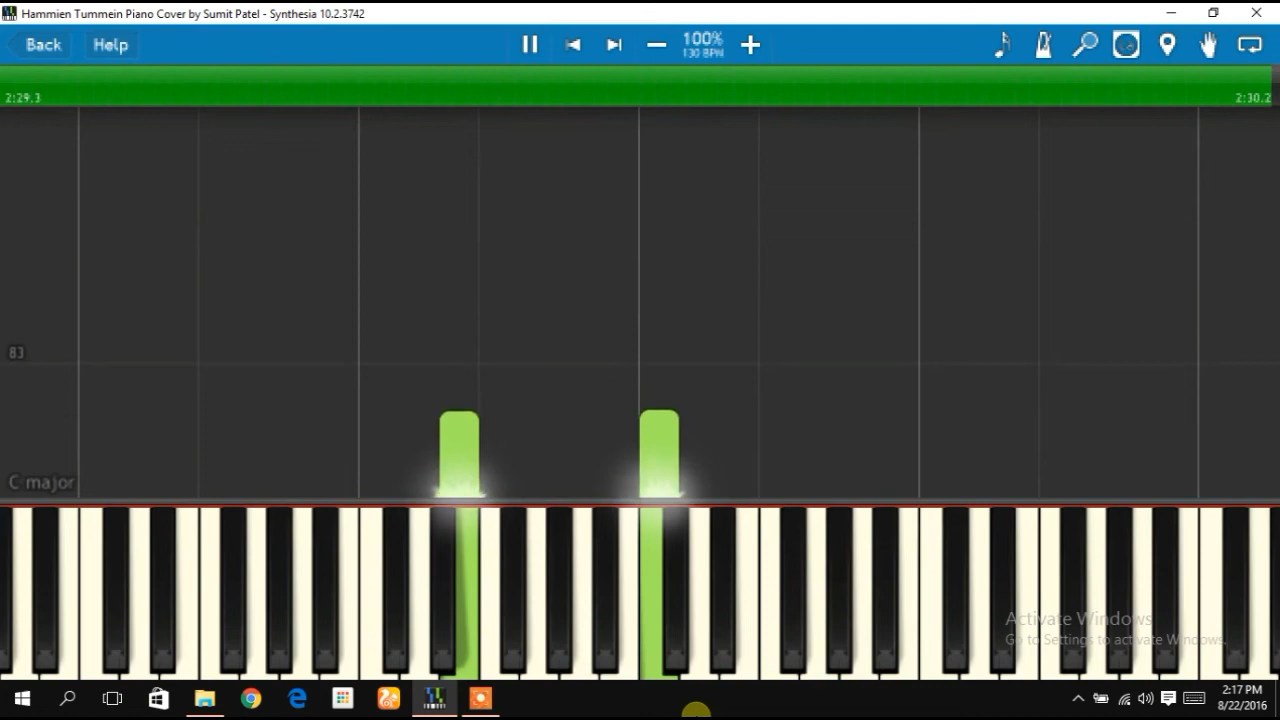 Hammien Tummein Piano Cover by Sumit Patel - Synthesia 10.2.3742
Back Help 100%
130 BPM
2:29.3 2:30.2
83
C major
Activate Windows
Go to Settings to activate Windows.
2:17 PM
8/22/2016